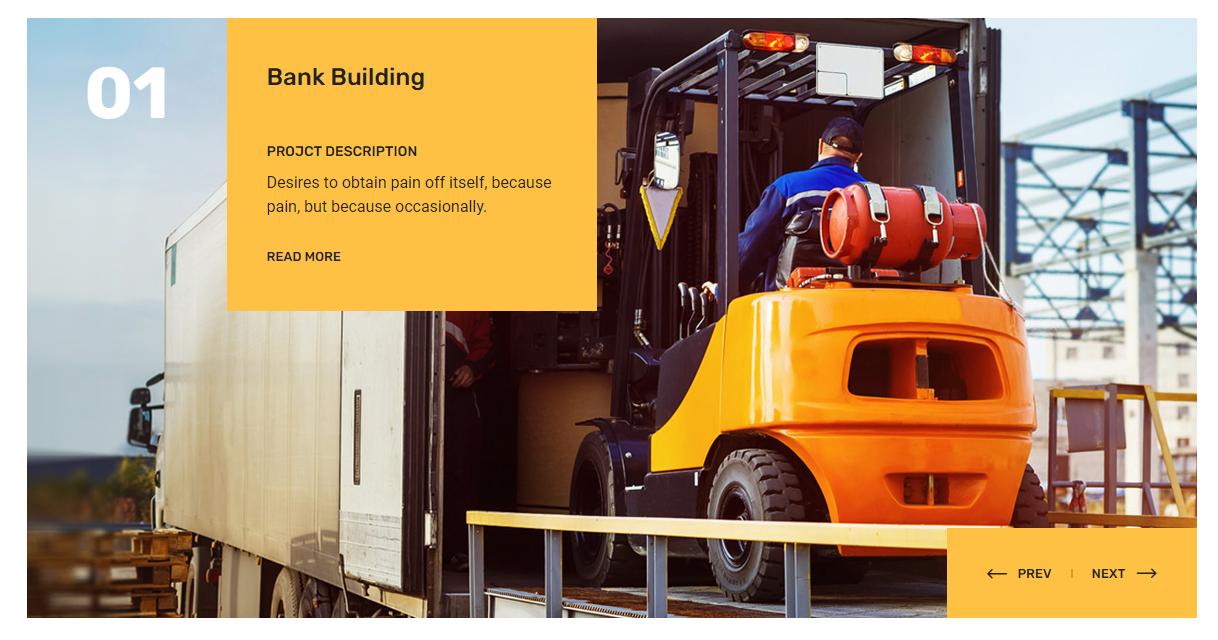 01
Bank Building
PROJCT DESCRIPTION
Desires to obtain pain off itself, because
pain, but because occasionally.
READ MORE
PREV
NEXT